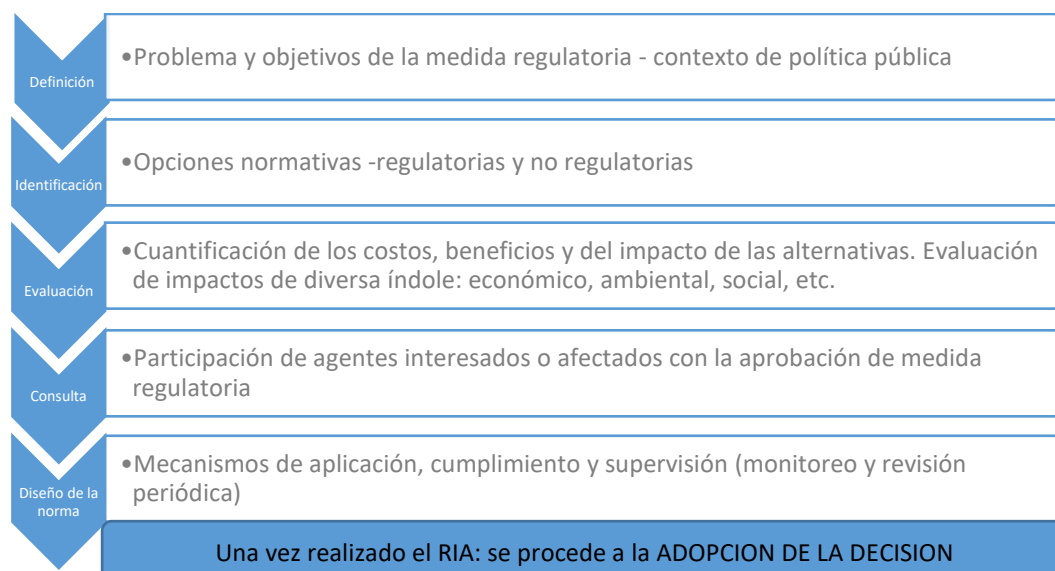 Definición
•Problema y objetivos de la medida regulatoria - contexto de política pública
Identificación
•Opciones normativas -regulatorias y no regulatorias
Evaluación
•Cuantificación de los costos, beneficios y del impacto de las alternativas. Evaluación
de impactos de diversa índole: económico, ambiental, social, etc.
Consulta
•Participación de agentes interesados o afectados con la aprobación de medida
regulatoria
Diseño de la
norma
•Mecanismos de aplicación, cumplimiento y supervisión (monitoreo y revisión
periódica)
Una vez realizado el RIA: se procede a la ADOPCION DE LA DECISION